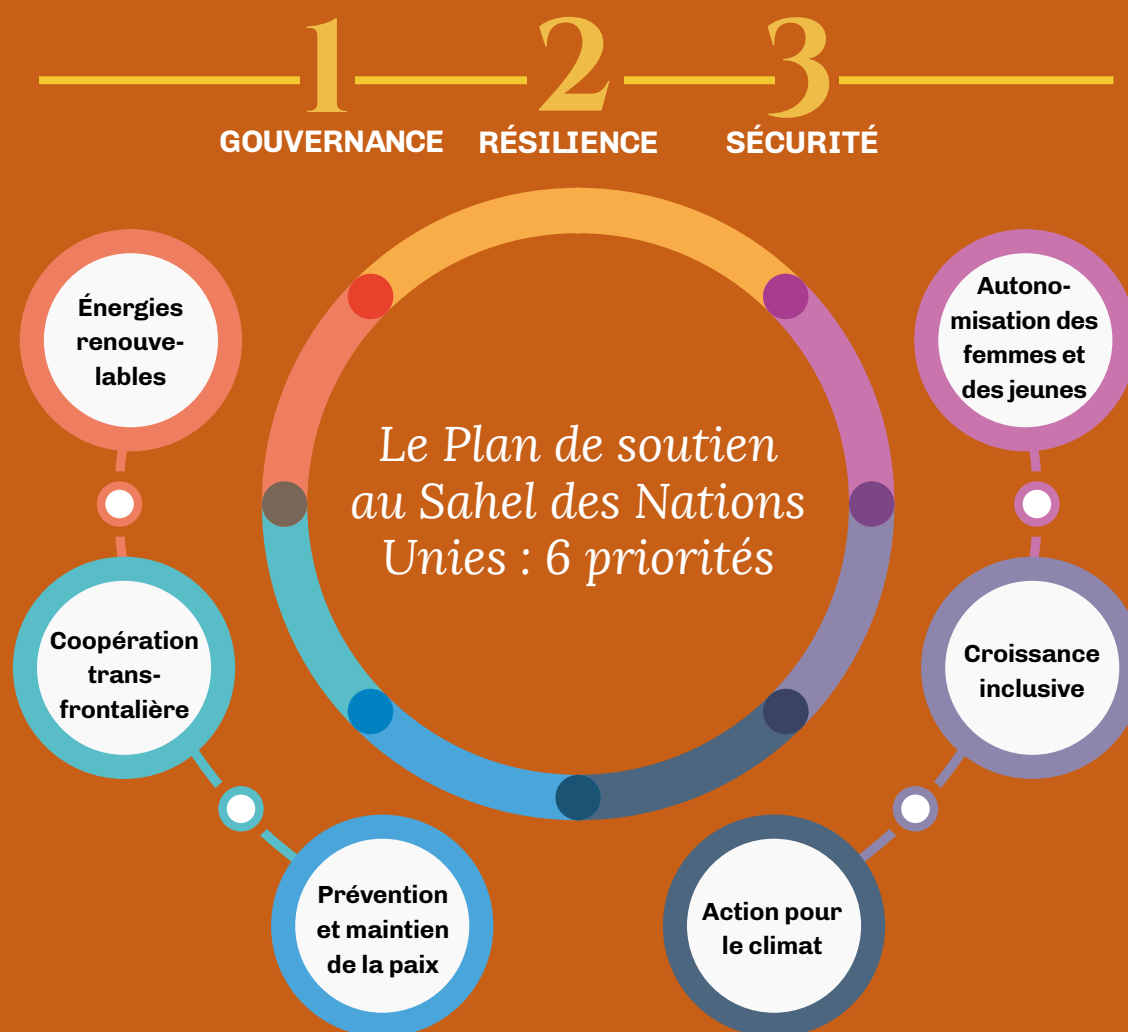 1 2 3
GOUVERNANCE RÉSILIENCE SÉCURITÉ
Le Plan de soutien
au Sahel des Nations
Unies : 6 priorités
Énergies
renouve-
lables
Coopération
trans-
frontalière
Prévention
et maintien
de la paix
Action pour
le climat
Croissance
inclusive
Autono-
misation des
femmes et
des jeunes